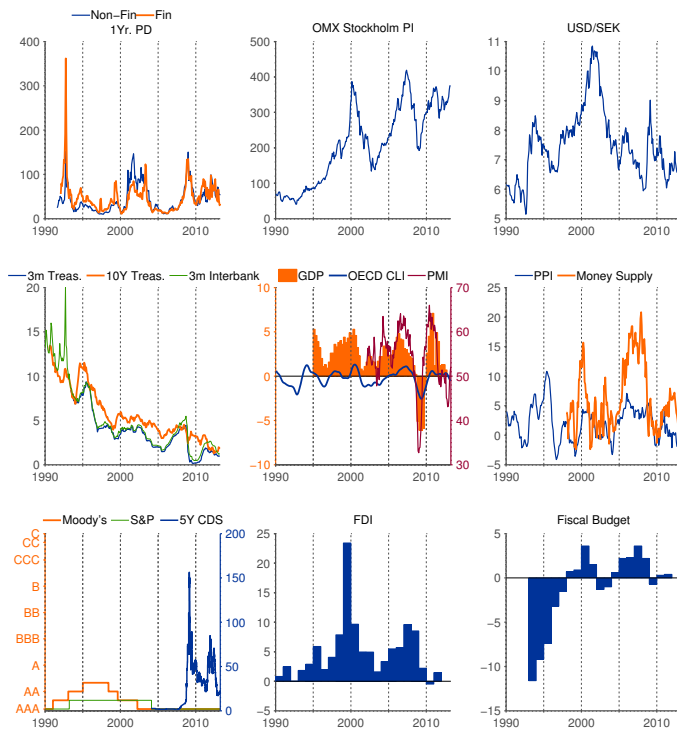 Non−Fin Fin
1Yr. PD
400
300
200
100
0
1990 2000 2010
OMX Stockholm PI
500
400
300
200
100
0
1990 2000 2010
USD/SEK
11
10
9
8
7
6
5
1990 2000 2010
3m Treas. 10Y Treas. 3m Interbank
20
15
10
5
0
1990 2000 2010
GDP OECD CLI PMI
10
5
0
−5
−10
70
60
50
40
30
1990 2000 2010
PPI Money Supply
25
20
15
10
5
0
−5
1990 2000 2010
Moody's S&P 5Y CDS
C
CC
CCC
B
BB
BBB
A
AA
AAA
200
150
100
50
0
1990 2000 2010
FDI
25
20
15
10
5
0
−5
1990 2000 2010
Fiscal Budget
5
0
−5
−10
−15
1990 2000 2010